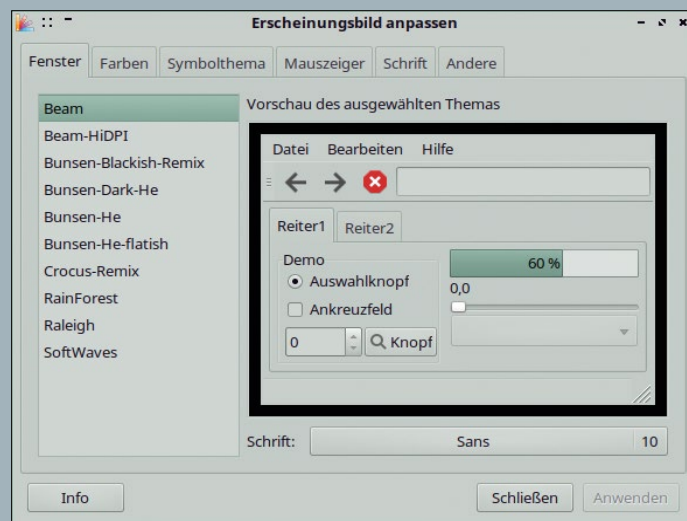 Erscheinungsbild anpassen
Fenster Farben Symbolthema Mauszeiger Schrift Andere
Beam
Beam-HiDPI
Bunsen-Blackish-Remix
Bunsen-Dark-He
Bunsen-He
Bunsen-He-flatish
Crocus-Remix
RainForest
Raleigh
SoftWaves
Vorschau des ausgewählten Themas
Datei Bearbeiten Hilfe
Reiter1 Reiter2
Demo
Auswahlknopf
Ankreuzfeld
0 Knopf
60 %
0,0
Schrift: Sans 10
Info Schließen Anwenden